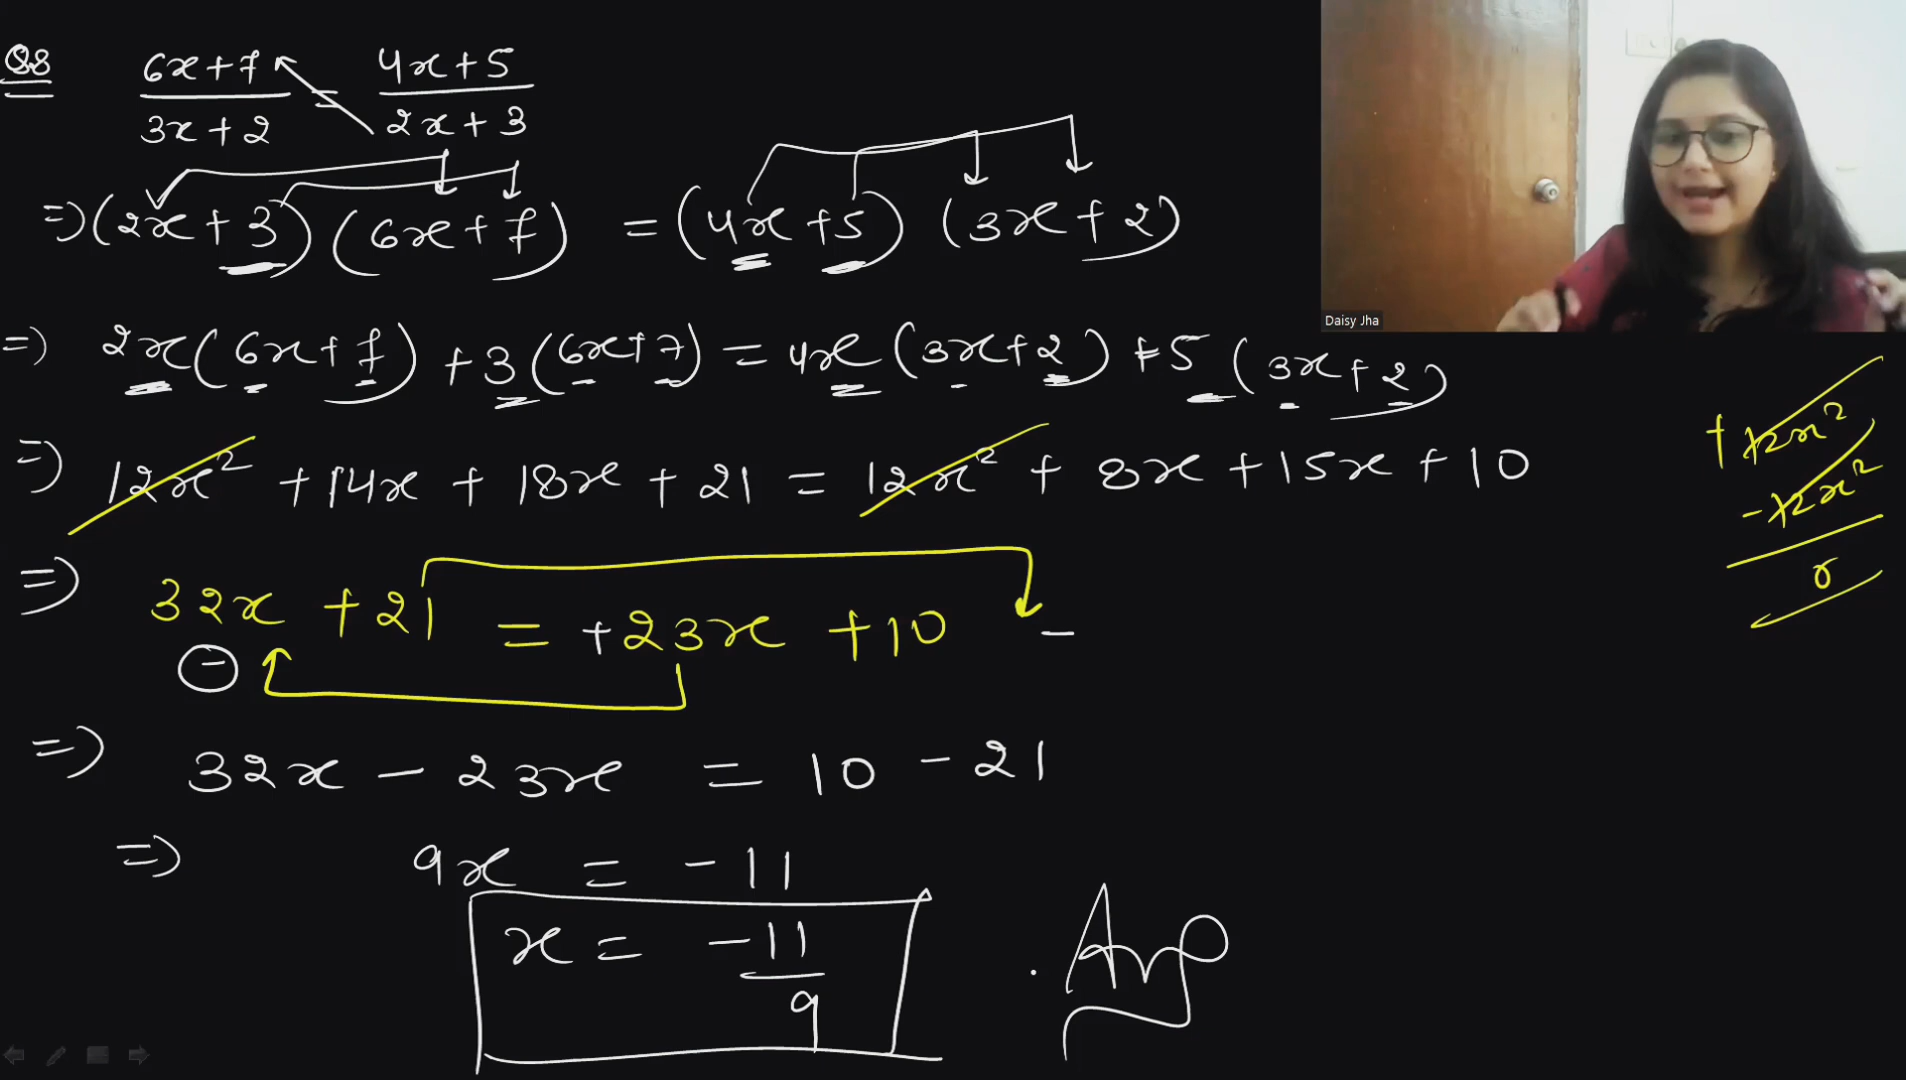 Q8 (6x+7)/(3x+2) = (4x+5)/(2x+3)
=> (2x+3) (6x+7) = (4x+5) (3x+2)
Daisy Jha
=> 2x(6x+7) +3(6x+7) = 4x(3x+2) +5(3x+2)
=> 12x² +14x + 18x + 21 = 12x² + 8x +15x +10
+12x²
-12x²
0
=> 32x +21 = +23x +10 -
-
=> 32x - 23x = 10 - 21
=> 9x = -11
x = -11/9